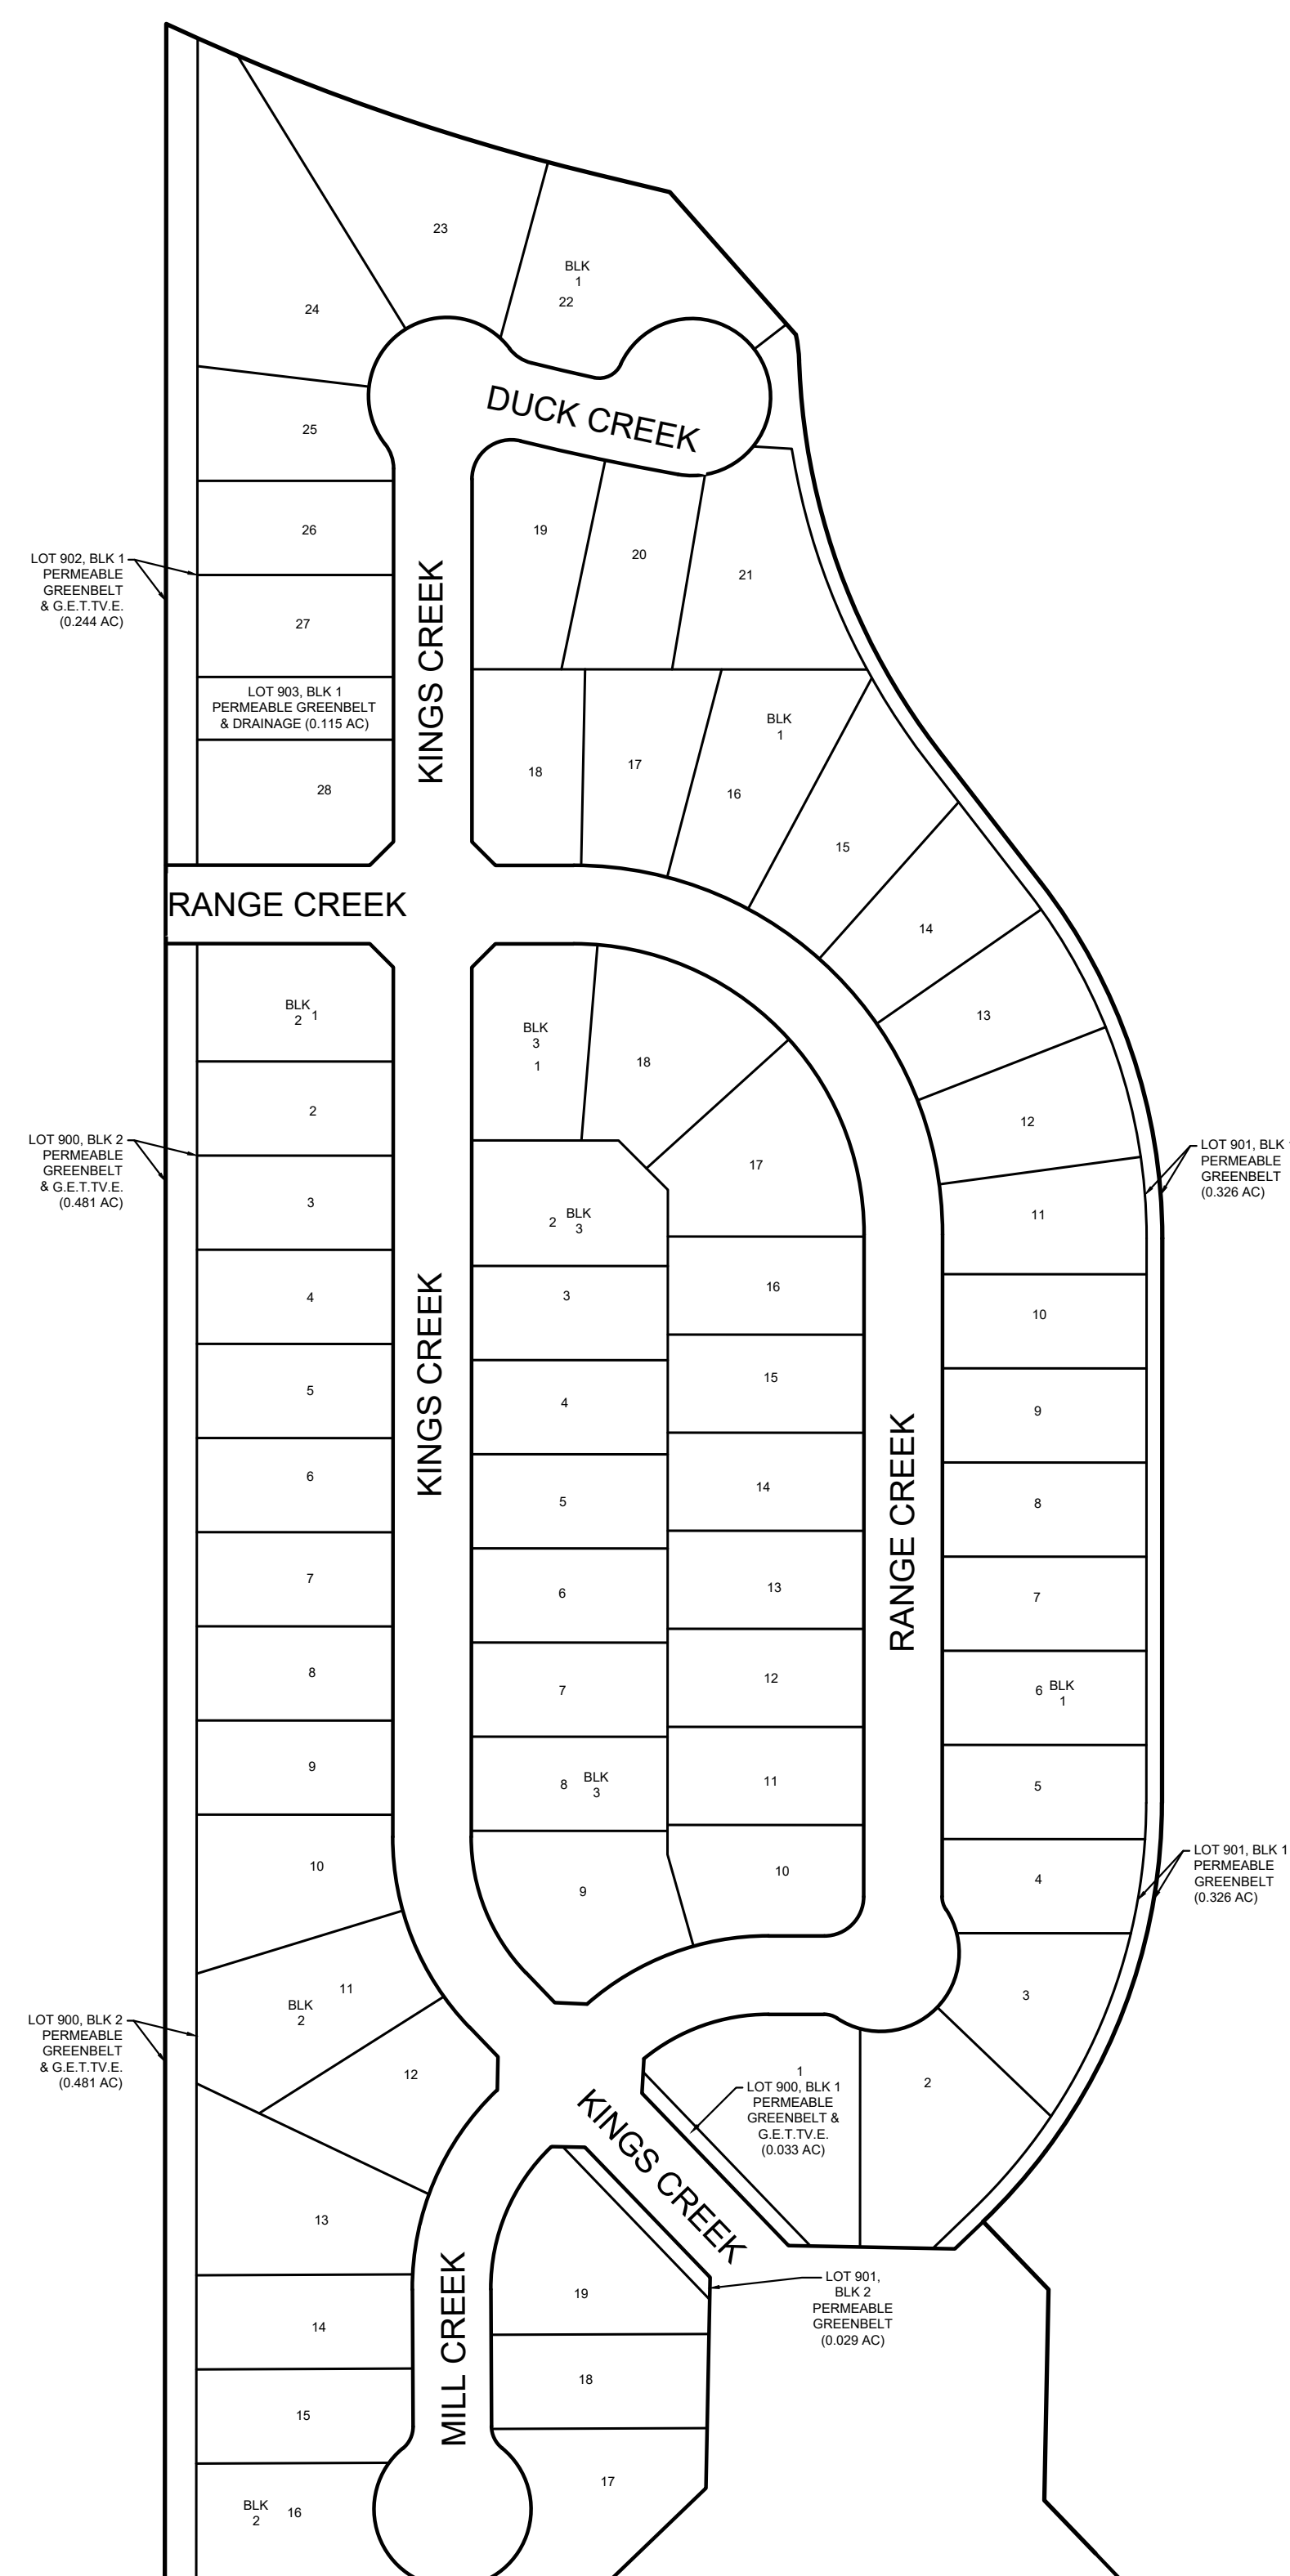 23
BLK
1
22
24
DUCK CREEK
25
26
19
20
21
LOT 902, BLK 1
PERMEABLE
GREENBELT
& G.E.T.TV.E.
(0.244 AC)
27
KINGS CREEK
LOT 903, BLK 1
PERMEABLE GREENBELT
& DRAINAGE (0.115 AC)
28
18
17
BLK
1
16
15
RANGE CREEK
14
13
12
11
BLK
2 1
BLK
3
1
18
17
2
LOT 900, BLK 2
PERMEABLE
GREENBELT
& G.E.T.TV.E.
(0.481 AC)
LOT 901, BLK
PERMEABLE
GREENBELT
(0.326 AC)
3
2 BLK
3
4
3
16
10
5
KINGS CREEK
4
15
9
6
5
14
RANGE CREEK
8
7
6
13
7
8
7
12
6 BLK
1
9
8 BLK
3
11
5
10
9
10
4
LOT 901, BLK 1
PERMEABLE
GREENBELT
(0.326 AC)
11
BLK
2
3
LOT 900, BLK 2
PERMEABLE
GREENBELT
& G.E.T.TV.E.
(0.481 AC)
12
1
2
LOT 900, BLK 1
PERMEABLE
GREENBELT &
G.E.T.TV.E.
(0.033 AC)
KINGS CREEK
13
19
LOT 901,
BLK 2
PERMEABLE
GREENBELT
(0.029 AC)
14
MILL CREEK
18
15
17
BLK
2
16